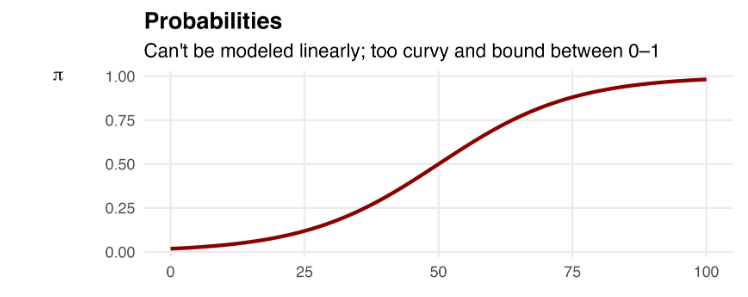 Probabilities
Can't be modeled linearly; too curvy and bound between 0–1
π
1.00
0.75
0.50
0.25
0.00
0 25 50 75 100